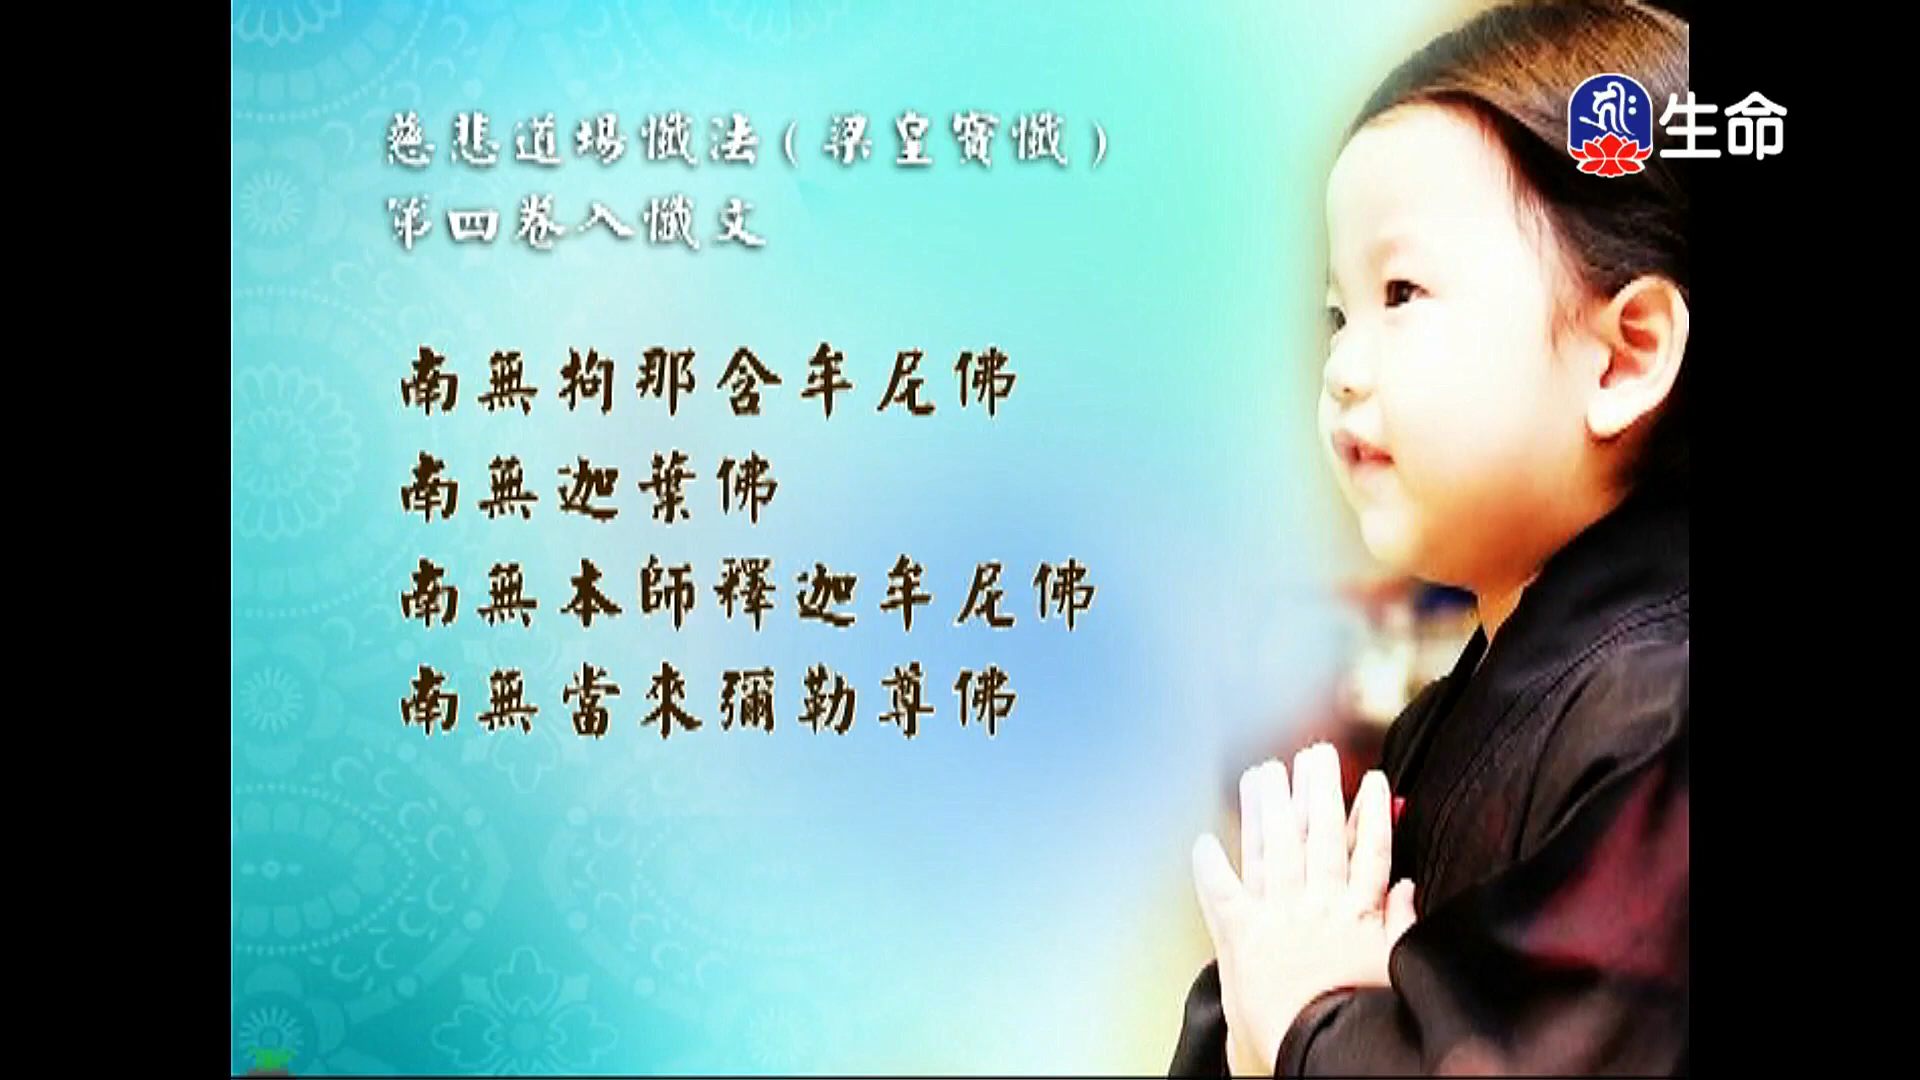 慈悲道場懺法(梁皇寶懺)
第四卷入懺文
南無拘那含牟尼佛
南無迦葉佛
南無本師釋迦牟尼佛
南無當來彌勒尊佛
生命